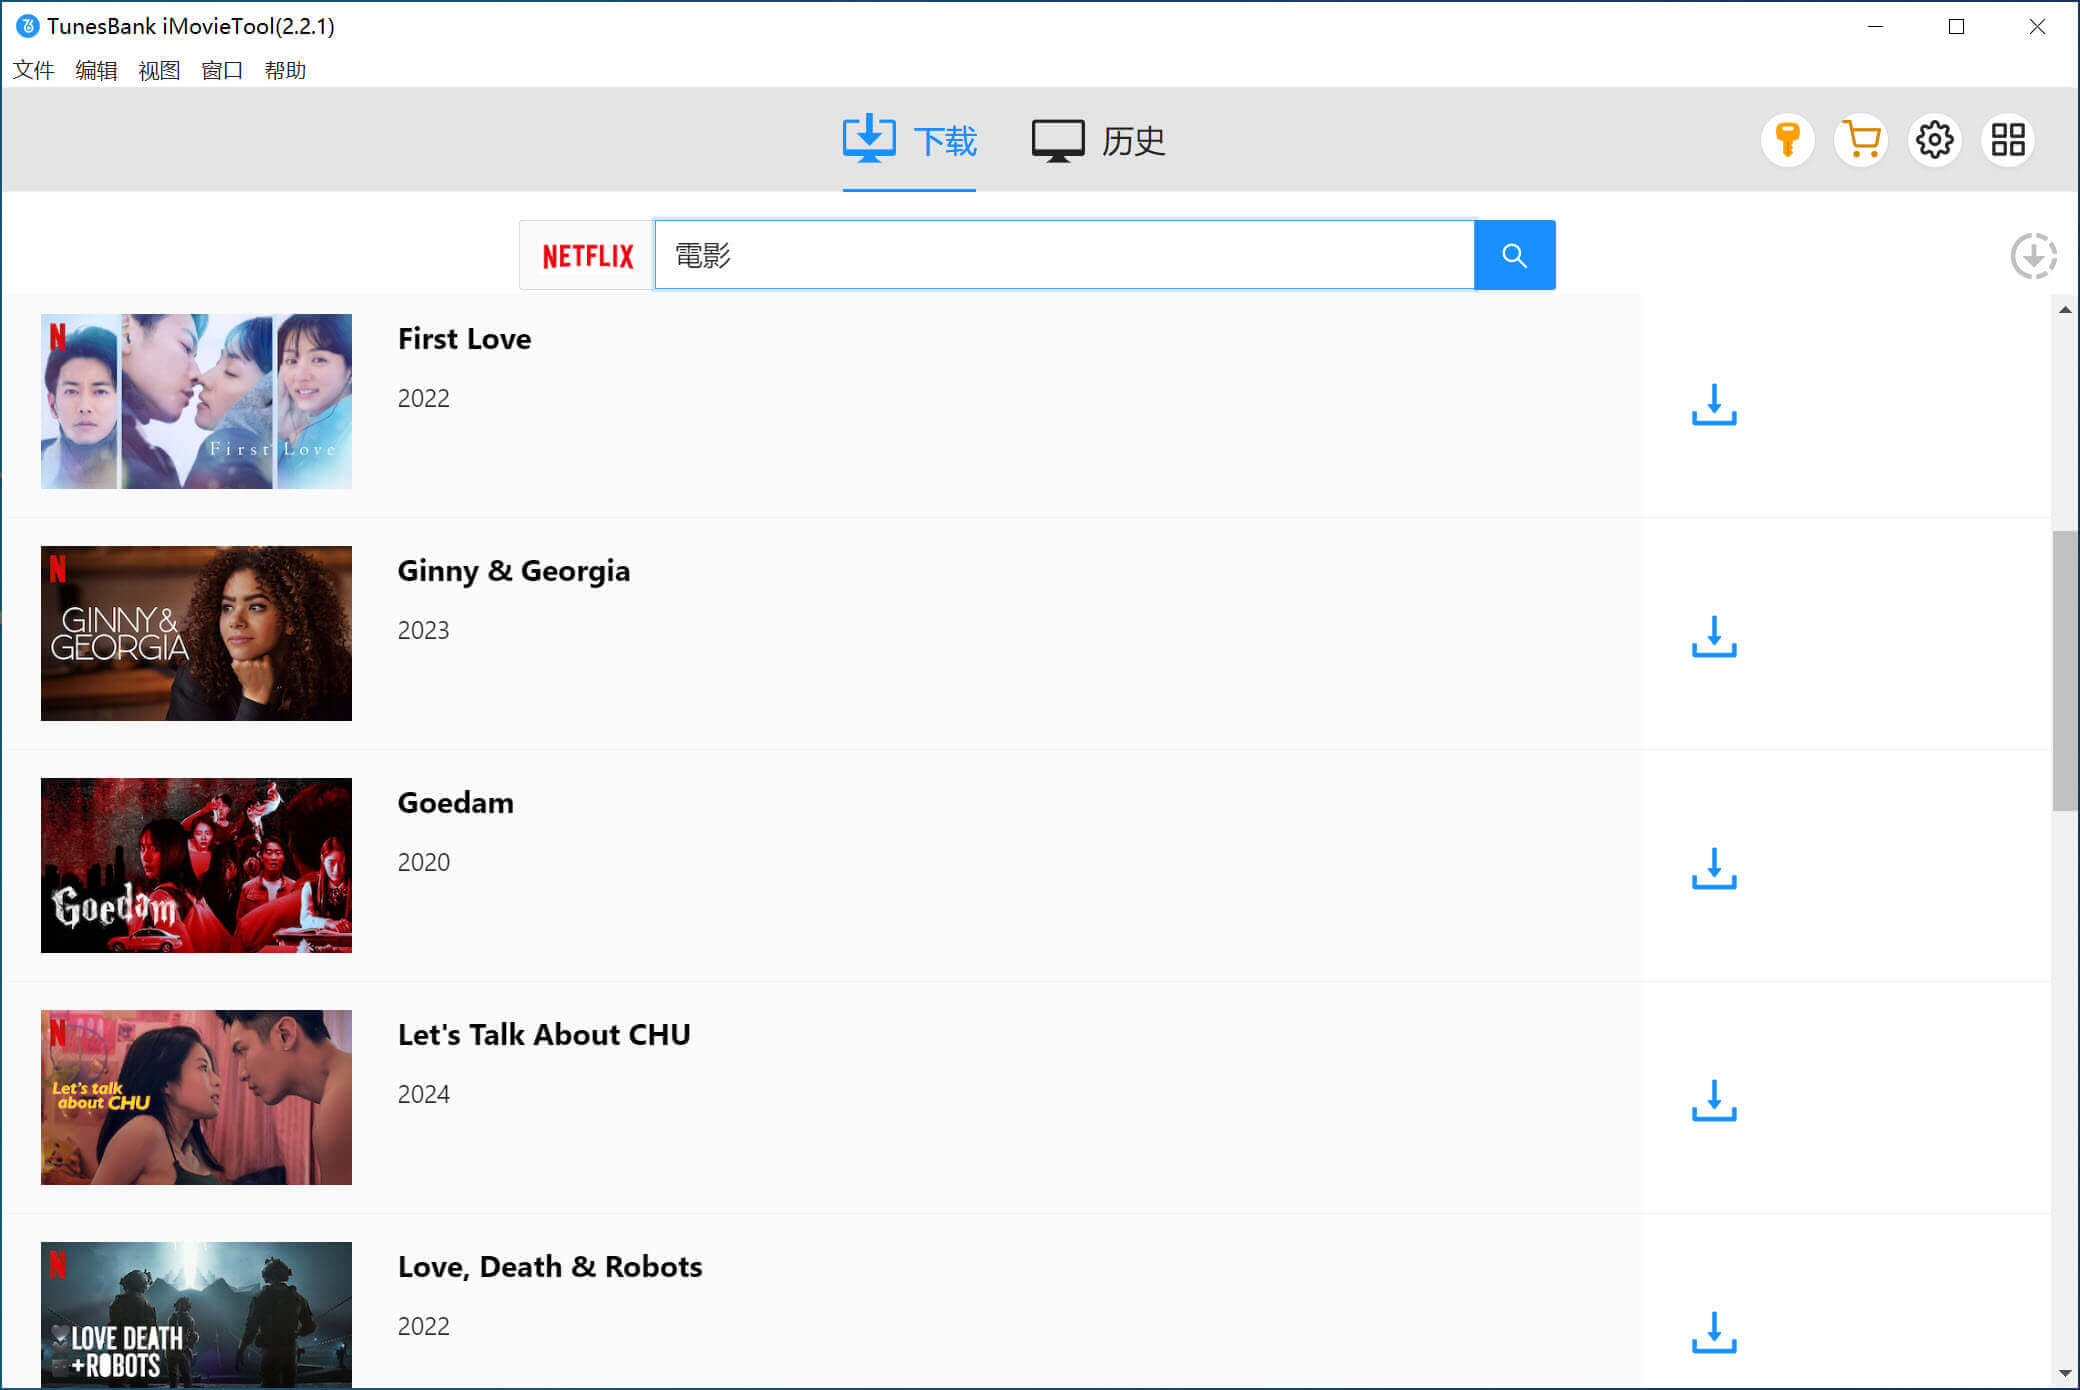 TunesBank iMovieTool(2.2.1)
文件 编辑 视图 窗口 帮助
下载 历史
NETFLIX 電影
N
First Love
First Love
2022
N
GINNY &
GEORGIA
Ginny & Georgia
2023
Goedam
Goedam
2020
N
Let's talk
about CHU
Let's Talk About CHU
2024
N
LOVE DEATH
+ROBOTS
Love, Death & Robots
2022